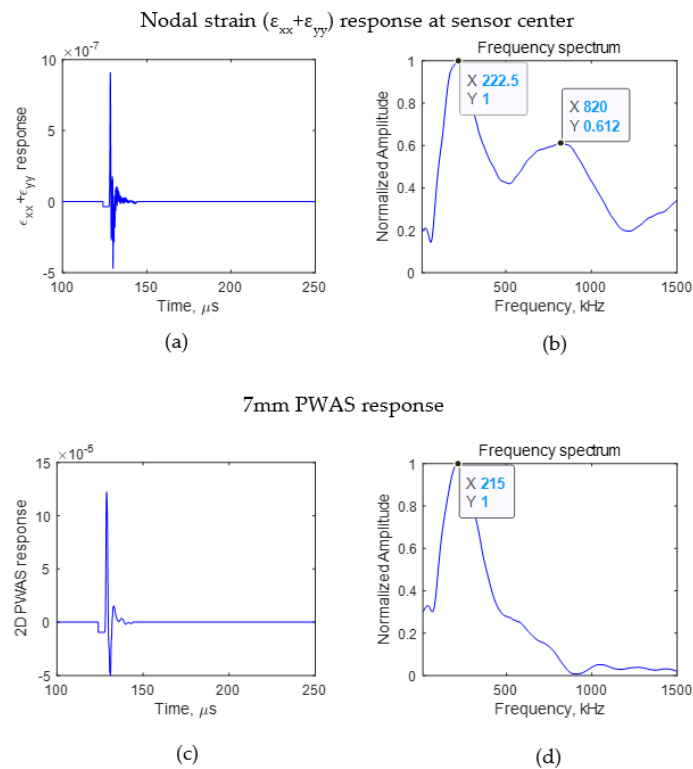 Nodal strain (εxx+εyy) response at sensor center
×10-7
10
5
0
-5
εxx+εyy response
100 150 200 250
Time, μs
(a)
Frequency spectrum
X 222.5
Y 1
X 820
Y 0.612
1
0.8
0.6
0.4
0.2
0
Normalized Amplitude
500 1000 1500
Frequency, kHz
(b)
7mm PWAS response
×10-5
15
10
5
0
-5
2D PWAS response
100 150 200 250
Time, μs
(c)
Frequency spectrum
X 215
Y 1
1
0.8
0.6
0.4
0.2
0
Normalized Amplitude
500 1000 1500
Frequency, kHz
(d)